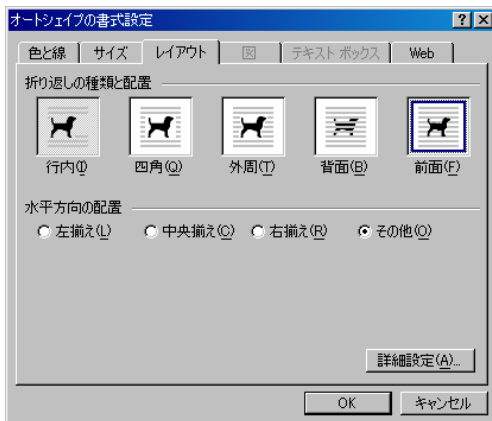 オートシェイプの書式設定
色と線 サイズ レイアウト 図 テキスト ボックス Web
折り返しの種類と配置
行内(I) 四角(Q) 外周(T) 背面(B) 前面(F)
水平方向の配置
左揃え(L) 中央揃え(C) 右揃え(R) その他(O)
詳細設定(A)...
OK キャンセル